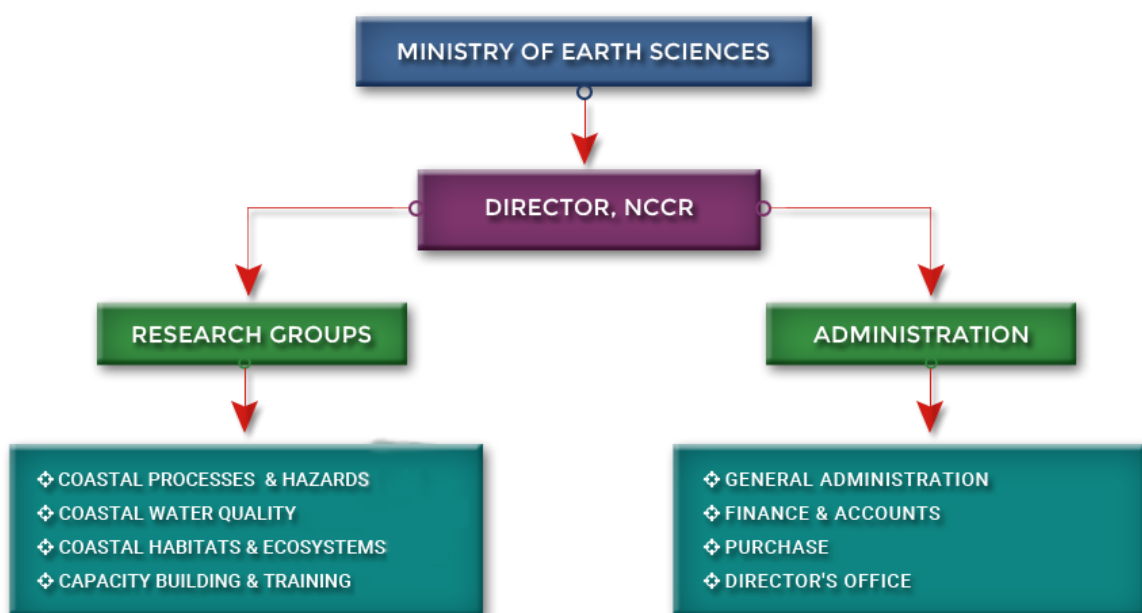 MINISTRY OF EARTH SCIENCES
DIRECTOR, NCCR
RESEARCH GROUPS
ADMINISTRATION
COASTAL PROCESSES & HAZARDS
COASTAL WATER QUALITY
COASTAL HABITATS & ECOSYSTEMS
CAPACITY BUILDING & TRAINING
GENERAL ADMINISTRATION
FINANCE & ACCOUNTS
PURCHASE
DIRECTOR'S OFFICE